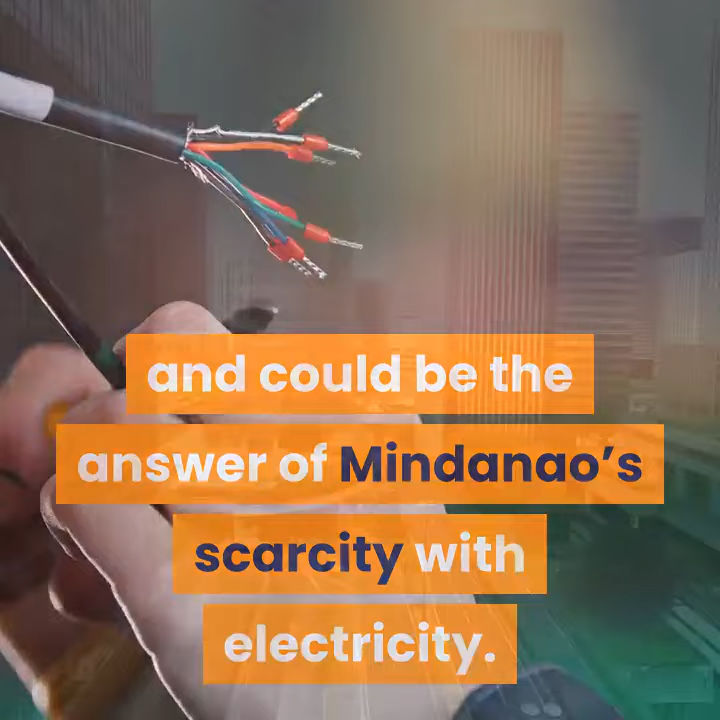 and could be the
answer of Mindanao’s
scarcity with
electricity.